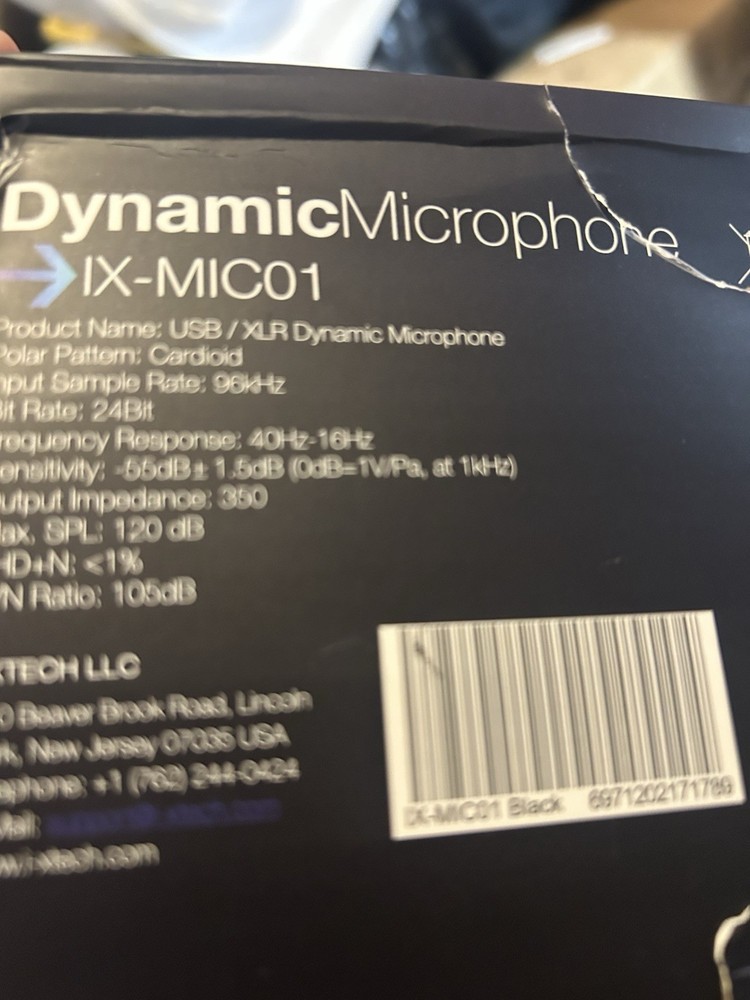 DynamicMicrophone
IX-MIC01
Product Name: USB / XLR Dynamic Microphone
Polar Pattern: Cardioid
nput Sample Rate: 96kHz
it Rate: 24Bit
requency Response: 40Hz-16Hz
ensitivity: -55dB± 1.5dB (0dB=1V/Pa, at 1kHz)
utput Impedance: 350
ax. SPL: 120 dB
HD+N: <1%
/N Ratio: 105dB
XTECH LLC
0 Beaver Brook Road, Lincoln
k, New Jersey 07035 USA
ephone: +1 (762) 244-0424
IX-MIC01 Black 6971202171789